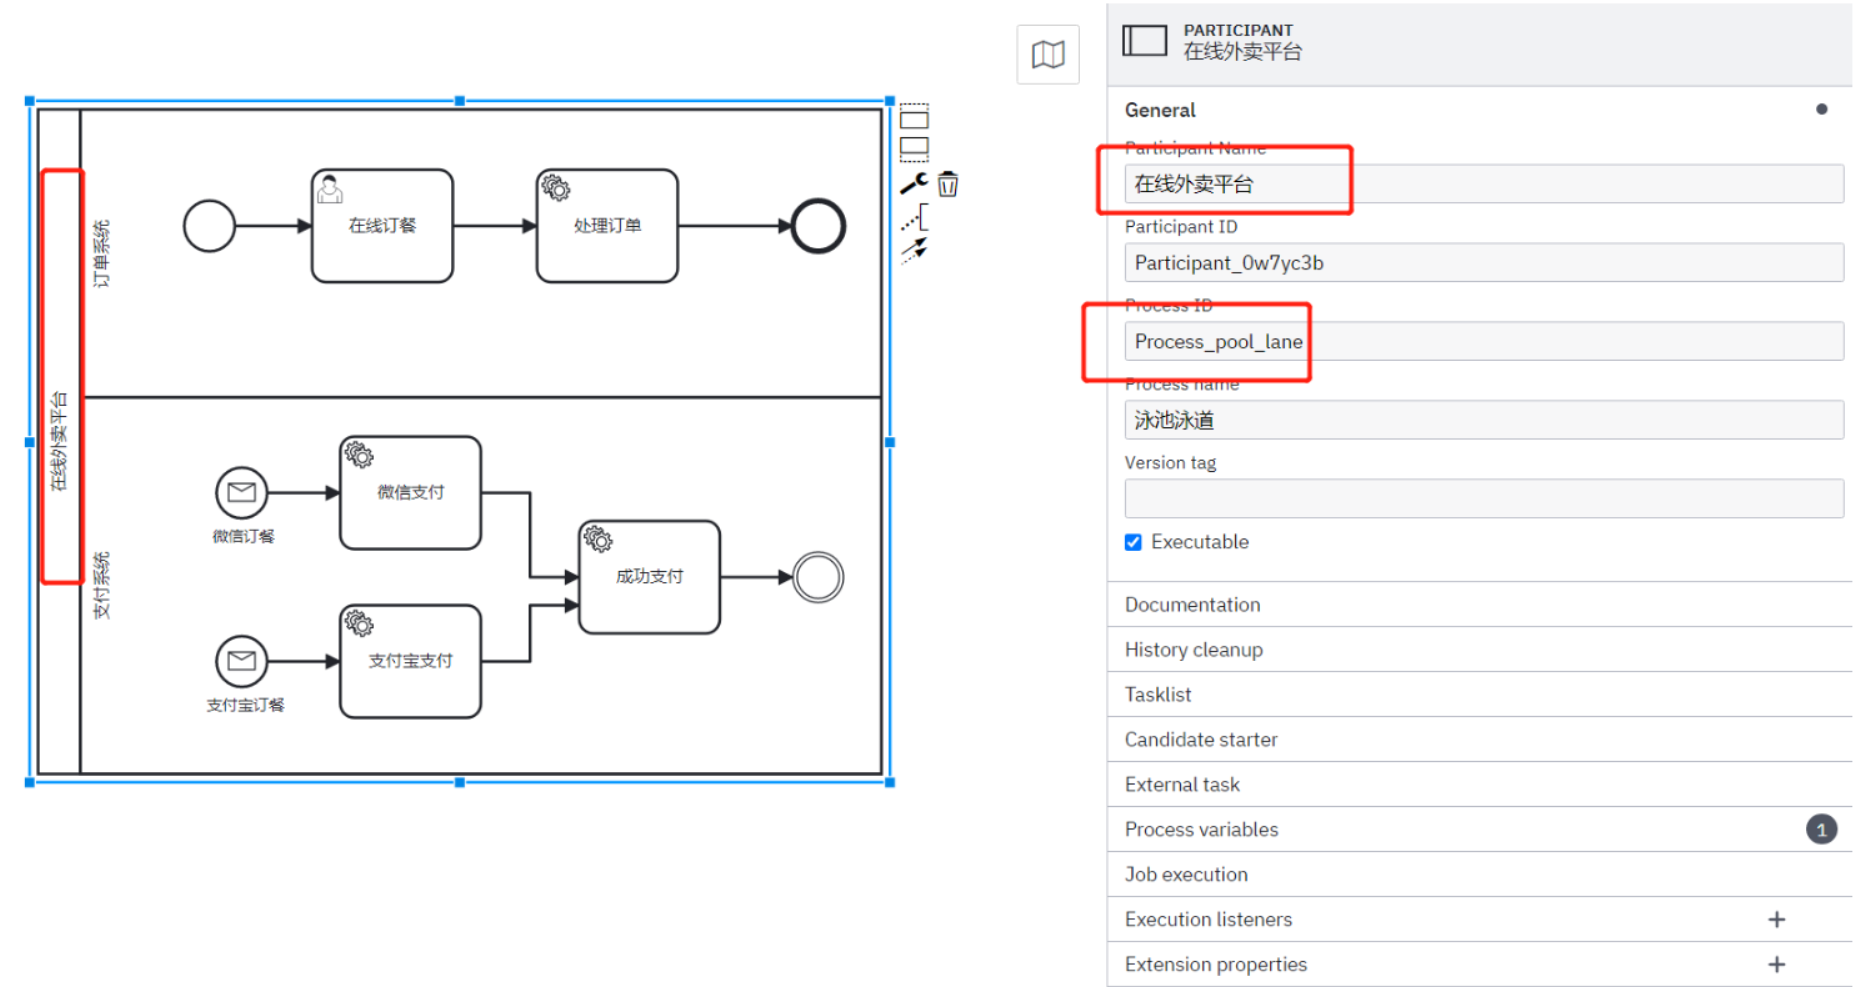 订单系统
在线订餐
处理订单
在线外卖平台
支付系统
微信订餐
微信支付
成功支付
支付宝订餐
支付宝支付
PARTICIPANT
在线外卖平台
General
Participant Name
在线外卖平台
Participant ID
Participant_0w7yc3b
Process ID
Process_pool_lane
Process name
泳池泳道
Version tag
Executable
Documentation
History cleanup
Tasklist
Candidate starter
External task
Process variables
1
Job execution
Execution listeners
Extension properties